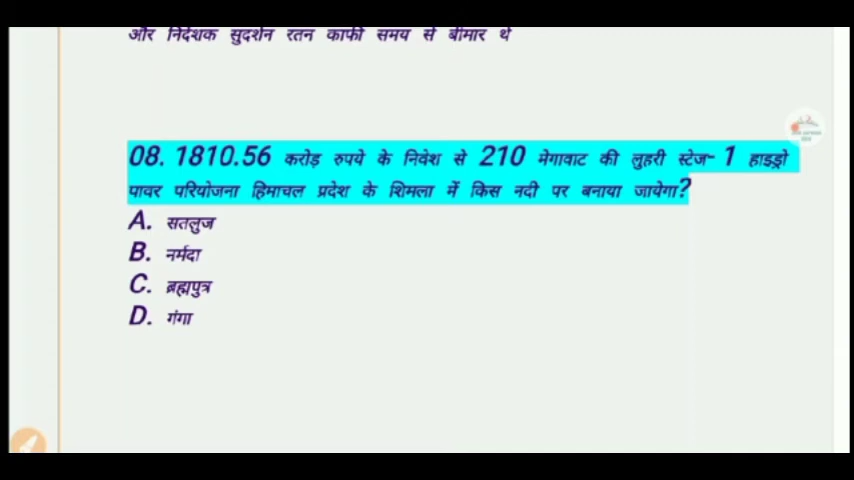 और निर्देशक सुदर्शन रतन काफी समय से बीमार थे
08. 1810.56 करोड़ रुपये के निवेश से 210 मेगावाट की लुहरी स्टेज- 1 हाइड्रो
पावर परियोजना हिमाचल प्रदेश के शिमला में किस नदी पर बनाया जायेगा?
A. सतलुज
B. नर्मदा
C. ब्रह्मपुत्र
D. गंगा